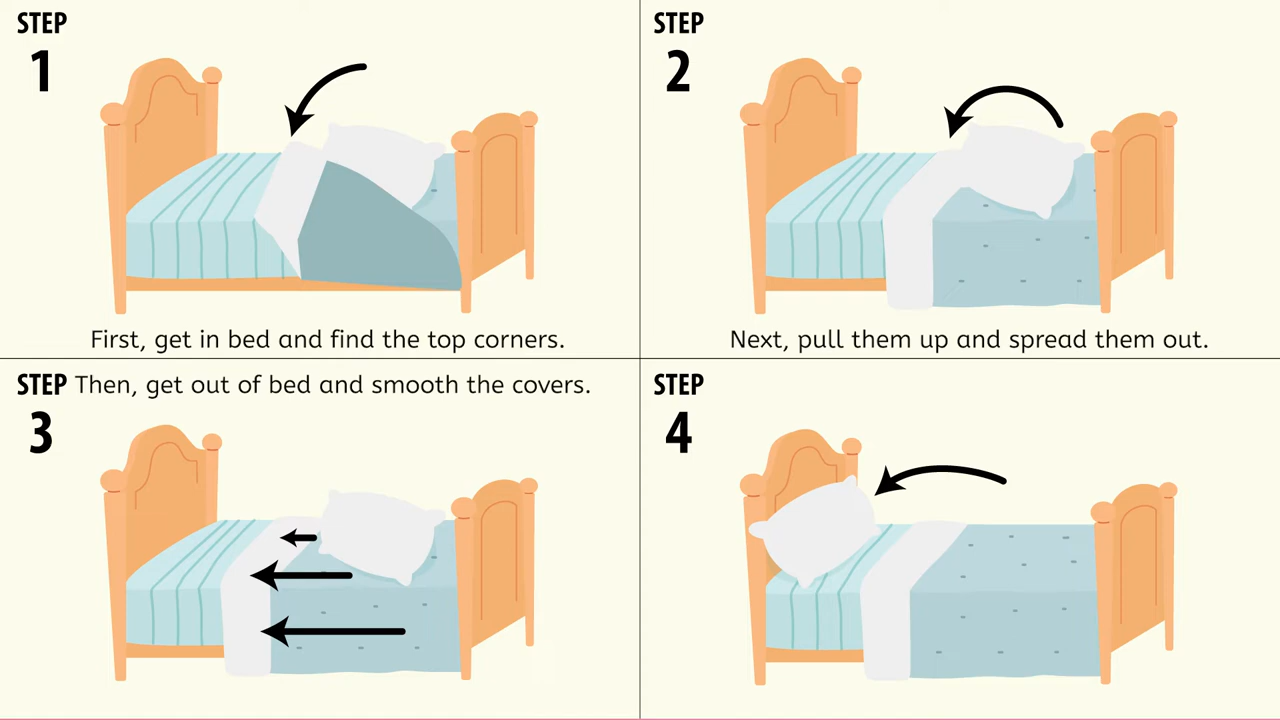 STEP
1
First, get in bed and find the top corners.
STEP
2
Next, pull them up and spread them out.
STEP Then, get out of bed and smooth the covers.
3
STEP
4